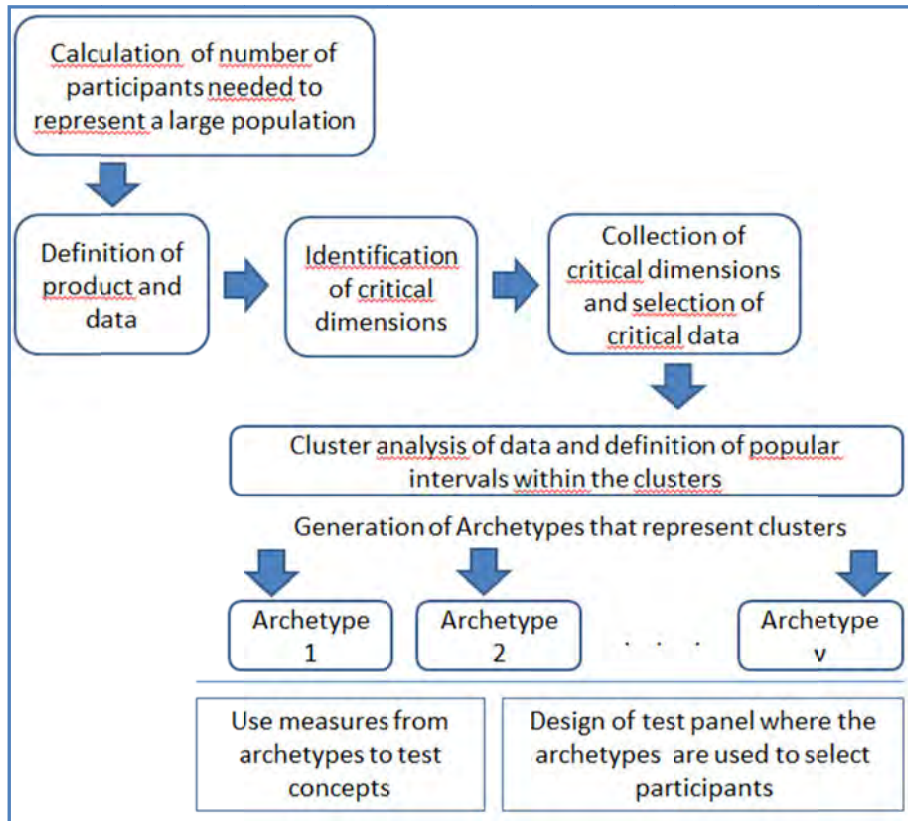 Calculation of number of
participants needed to
represent a large population
Definition of
product and
data
Identification
of critical
dimensions
Collection of
critical dimensions
and selection of
critical data
Cluster analysis of data and definition of popular
intervals within the clusters
Generation of Archetypes that represent clusters
Archetype
1
Archetype
2
. . .
Archetype
v
Use measures from
archetypes to test
concepts
Design of test panel where the
archetypes are used to select
participants